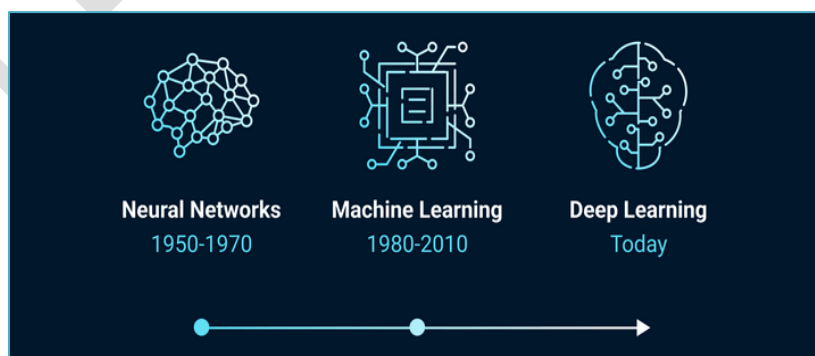 Neural Networks
1950-1970
Machine Learning
1980-2010
Deep Learning
Today